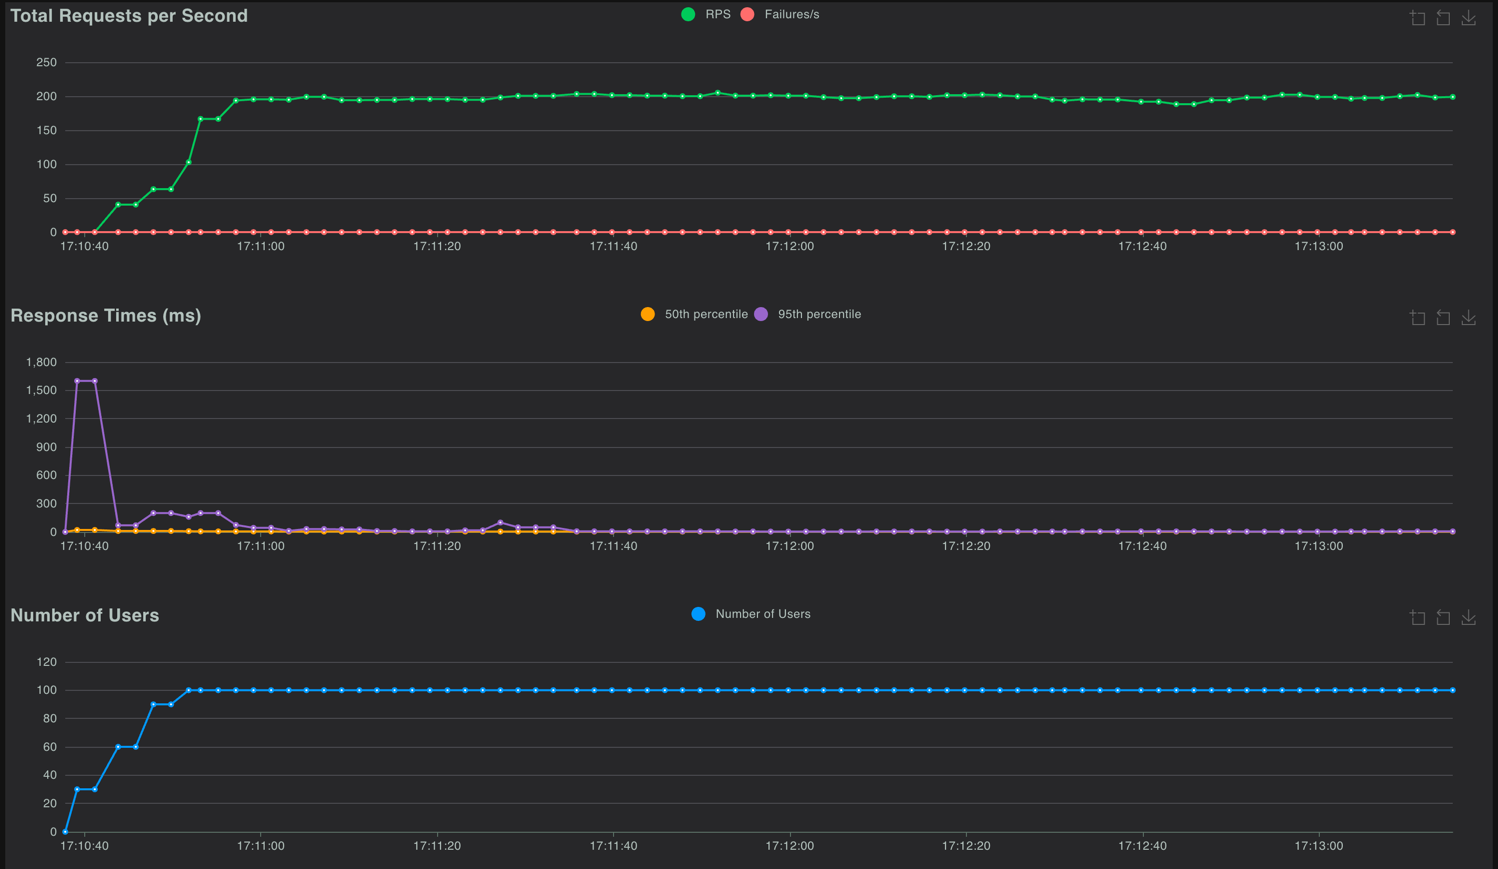 Total Requests per Second
RPS Failures/s
250
200
150
100
50
0
17:10:40 17:11:00 17:11:20 17:11:40 17:12:00 17:12:20 17:12:40 17:13:00
Response Times (ms)
50th percentile 95th percentile
1,800
1,500
1,200
900
600
300
0
17:10:40 17:11:00 17:11:20 17:11:40 17:12:00 17:12:20 17:12:40 17:13:00
Number of Users
Number of Users
120
100
80
60
40
20
0
17:10:40 17:11:00 17:11:20 17:11:40 17:12:00 17:12:20 17:12:40 17:13:00